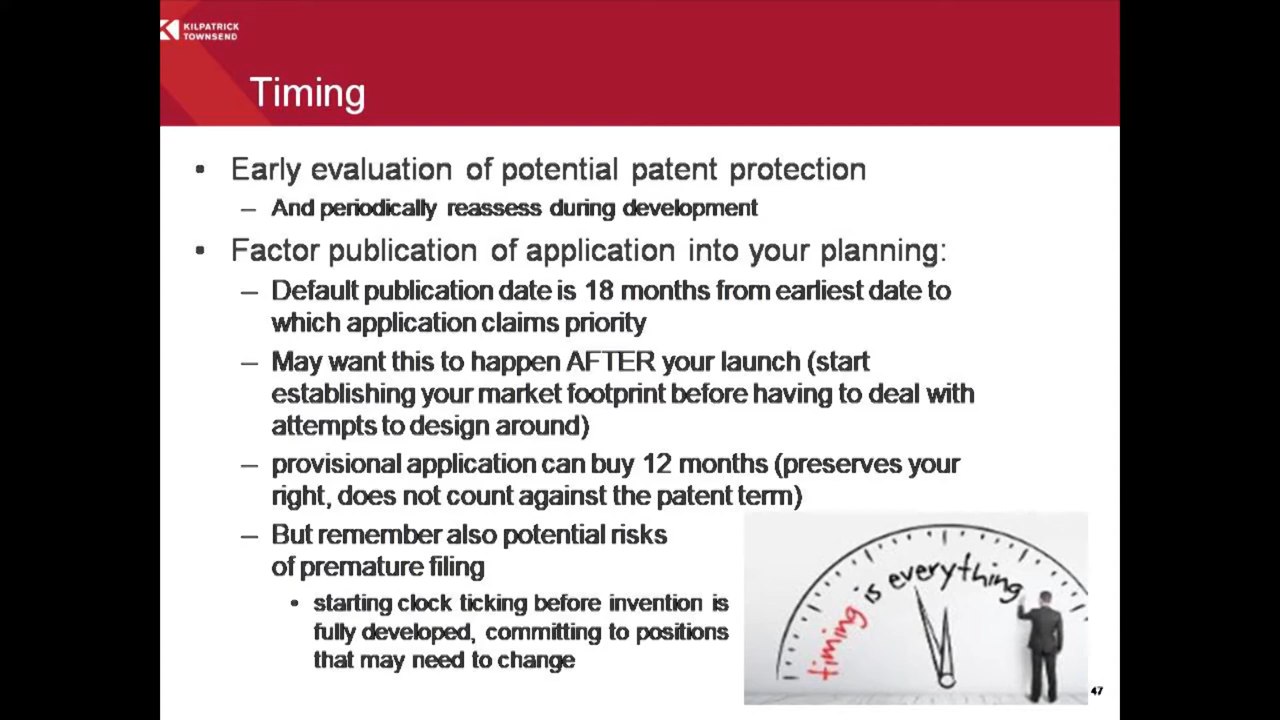 KILPATRICK
TOWNSEND
Timing
• Early evaluation of potential patent protection
– And periodically reassess during development
• Factor publication of application into your planning:
– Default publication date is 18 months from earliest date to
which application claims priority
– May want this to happen AFTER your launch (start
establishing your market footprint before having to deal with
attempts to design around)
– provisional application can buy 12 months (preserves your
right, does not count against the patent term)
– But remember also potential risks
of premature filing
• starting clock ticking before invention is
fully developed, committing to positions
that may need to change
timing is everything
47